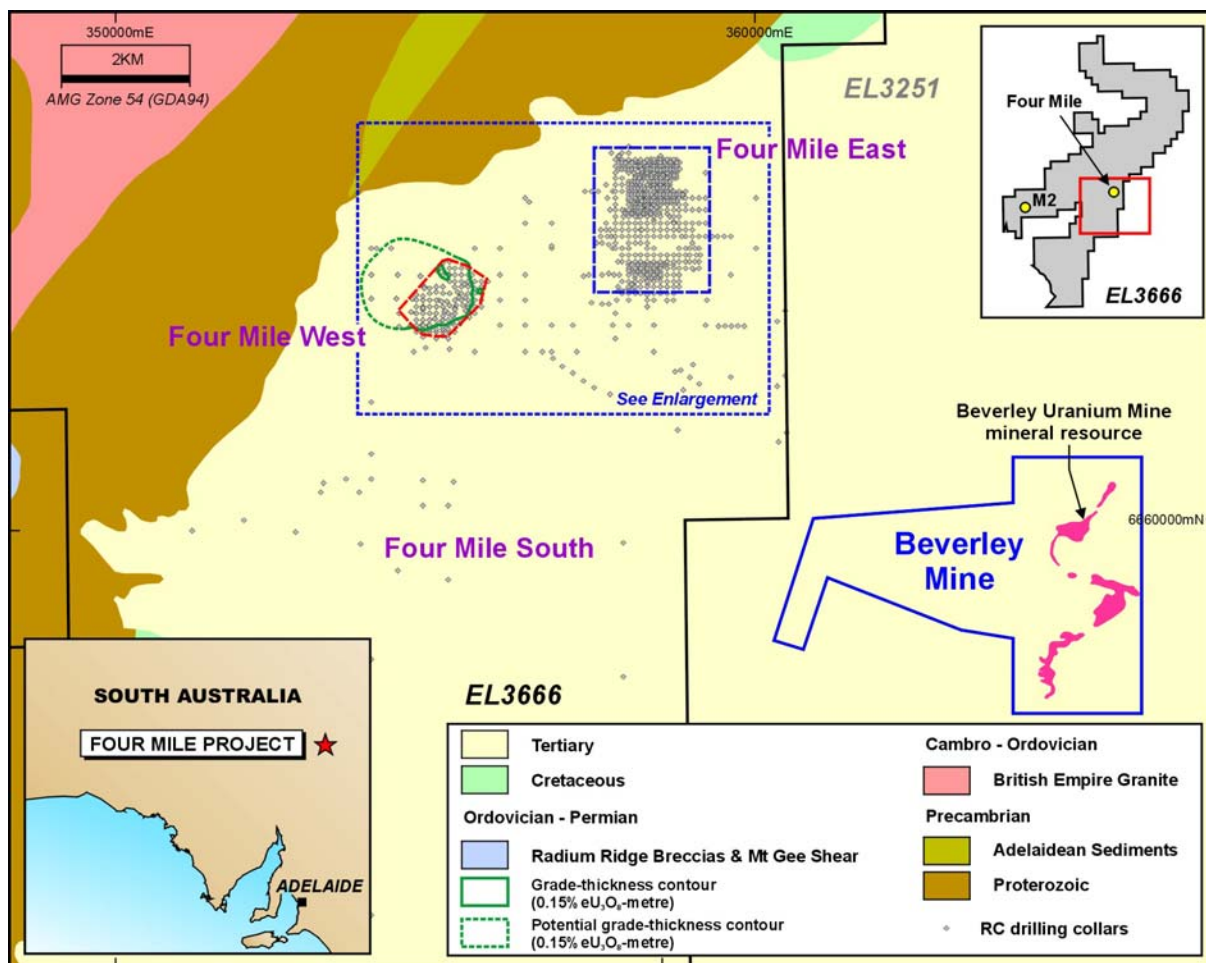 350000mE
360000mE
2KM
AMG Zone 54 (GDA94)
EL3251
Four Mile
M2
EL3666
Four Mile East
Four Mile West
See Enlargement
Beverley Uranium Mine
mineral resource
6660000mN
Four Mile South
Beverley
Mine
EL3666
SOUTH AUSTRALIA
FOUR MILE PROJECT
ADELAIDE
Tertiary
Cretaceous
Ordovician - Permian
Radium Ridge Breccias & Mt Gee Shear
Grade-thickness contour
(0.15% eU₃O₈-metre)
Potential grade-thickness contour
(0.15% eU₃O₈-metre)
Cambro - Ordovician
British Empire Granite
Precambrian
Adelaidean Sediments
Proterozoic
RC drilling collars